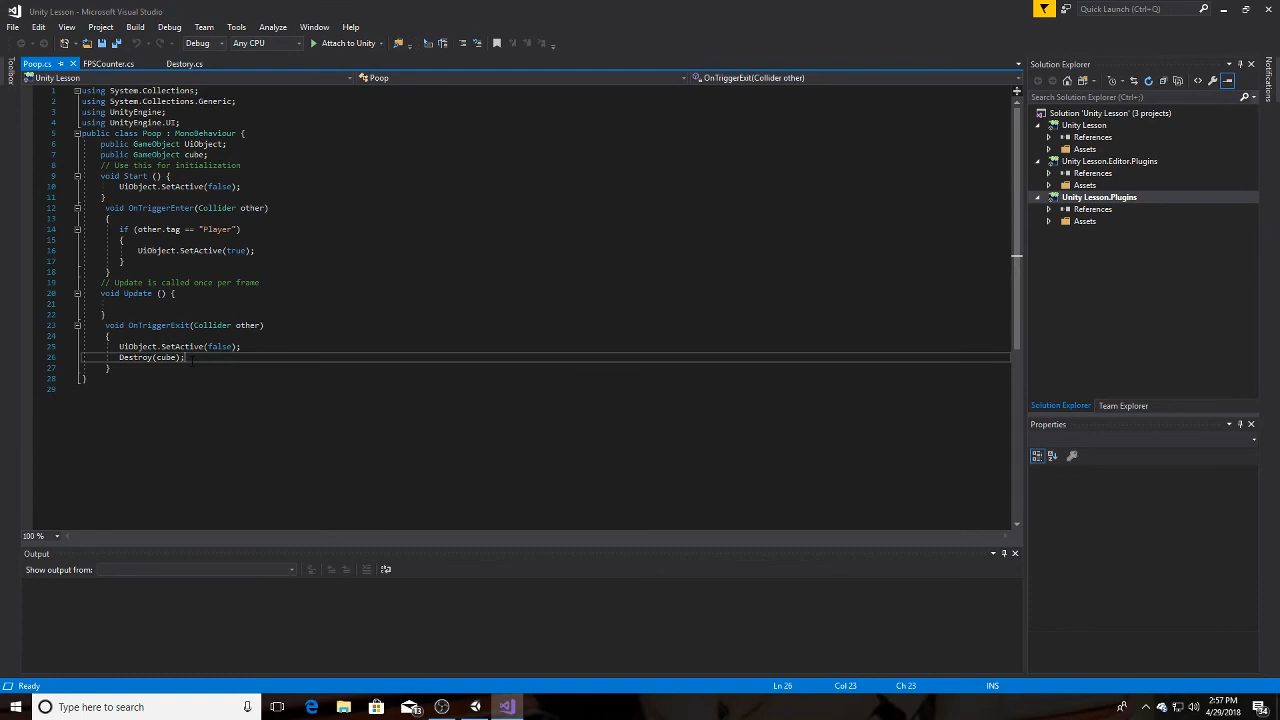 Unity Lesson - Microsoft Visual Studio
Quick Launch (Ctrl+;)
File Edit View Project Build Debug Team Tools Test Analyze Window Help
Debug Any CPU Attach to Unity
Poop.cs FPSCounter.cs Destory.cs
Toolbox
Unity Lesson Poop OnTriggerExit(Collider other)
1 using System.Collections;
2 using System.Collections.Generic;
3 using UnityEngine;
4 using UnityEngine.UI;
5 public class Poop : MonoBehaviour {
6 public GameObject UiObject;
7 public GameObject cube;
8 // Use this for initialization
9 void Start () {
10 UiObject.SetActive(false);
11 }
12 void OnTriggerEnter(Collider other)
13 {
14 if (other.tag == "Player")
15 {
16 UiObject.SetActive(true);
17 }
18 }
19 // Update is called once per frame
20 void Update () {
21
22 }
23 void OnTriggerExit(Collider other)
24 {
25 UiObject.SetActive(false);
26 Destroy(cube);
27 }
28 }
29
100 %
Output
Show output from:
Solution Explorer
Search Solution Explorer (Ctrl+;)
Solution 'Unity Lesson' (3 projects)
Unity Lesson
References
Assets
Unity Lesson.Editor.Plugins
References
Assets
Unity Lesson.Plugins
References
Assets
Solution Explorer Team Explorer
Properties
Notifications
Ready Ln 26 Col 23 Ch 23 INS
Type here to search
13
2:57 PM
4/29/2018
24